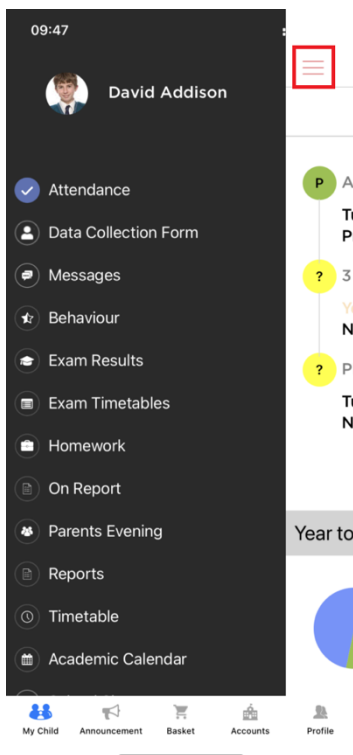 09:47
David Addison
Attendance
Data Collection Form
Messages
Behaviour
Exam Results
Exam Timetables
Homework
On Report
Parents Evening
Reports
Timetable
Academic Calendar
P A
Tu
P
? 3
Ye
N
? P
Tu
N
Year to
My Child Announcement Basket Accounts Profile